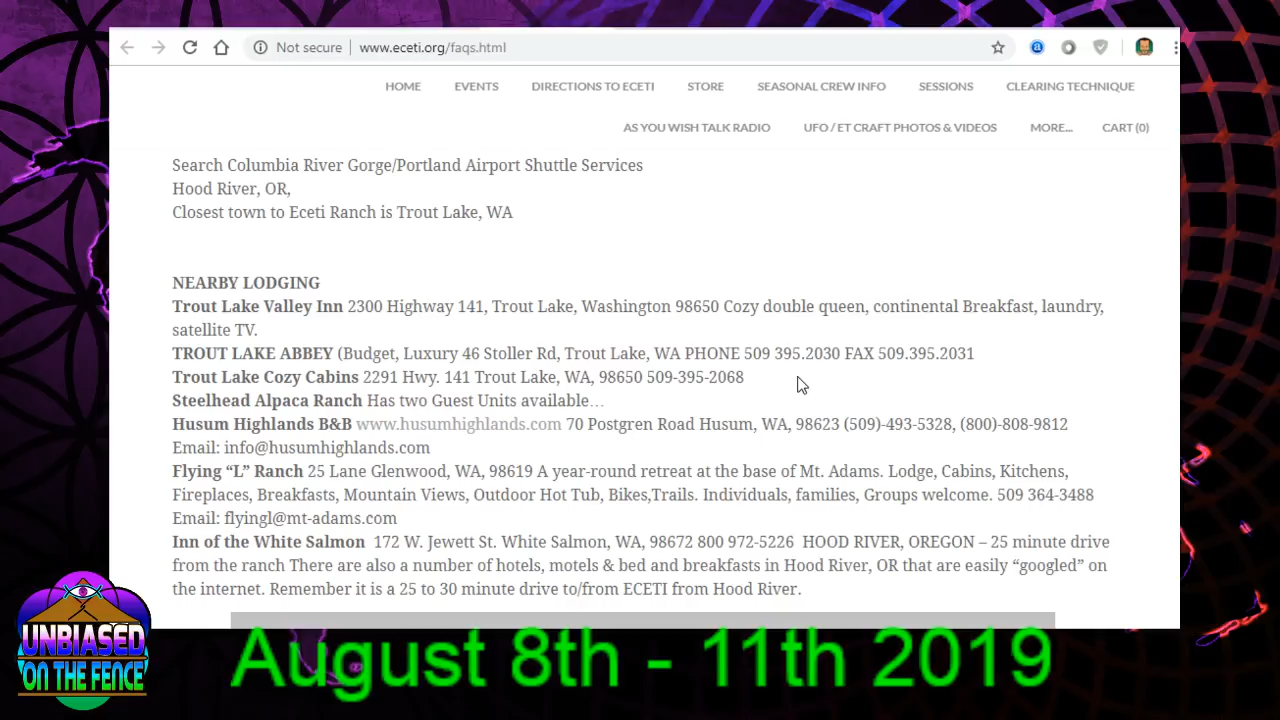 Not secure | www.eceti.org/faqs.html
HOME EVENTS DIRECTIONS TO ECETI STORE SEASONAL CREW INFO SESSIONS CLEARING TECHNIQUE
AS YOU WISH TALK RADIO UFO / ET CRAFT PHOTOS & VIDEOS MORE... CART (0)
Search Columbia River Gorge/Portland Airport Shuttle Services
Hood River, OR,
Closest town to Eceti Ranch is Trout Lake, WA
NEARBY LODGING
Trout Lake Valley Inn 2300 Highway 141, Trout Lake, Washington 98650 Cozy double queen, continental Breakfast, laundry,
satellite TV.
TROUT LAKE ABBEY (Budget, Luxury 46 Stoller Rd, Trout Lake, WA PHONE 509 395.2030 FAX 509.395.2031
Trout Lake Cozy Cabins 2291 Hwy. 141 Trout Lake, WA, 98650 509-395-2068
Steelhead Alpaca Ranch Has two Guest Units available…
Husum Highlands B&B www.husumhighlands.com 70 Postgren Road Husum, WA, 98623 (509)-493-5328, (800)-808-9812
Email: info@husumhighlands.com
Flying “L” Ranch 25 Lane Glenwood, WA, 98619 A year-round retreat at the base of Mt. Adams. Lodge, Cabins, Kitchens,
Fireplaces, Breakfasts, Mountain Views, Outdoor Hot Tub, Bikes,Trails. Individuals, families, Groups welcome. 509 364-3488
Email: flyingl@mt-adams.com
Inn of the White Salmon 172 W. Jewett St. White Salmon, WA, 98672 800 972-5226 HOOD RIVER, OREGON – 25 minute drive
from the ranch There are also a number of hotels, motels & bed and breakfasts in Hood River, OR that are easily “googled” on
the internet. Remember it is a 25 to 30 minute drive to/from ECETI from Hood River.
UNBIASED
ON THE FENCE
August 8th - 11th 2019